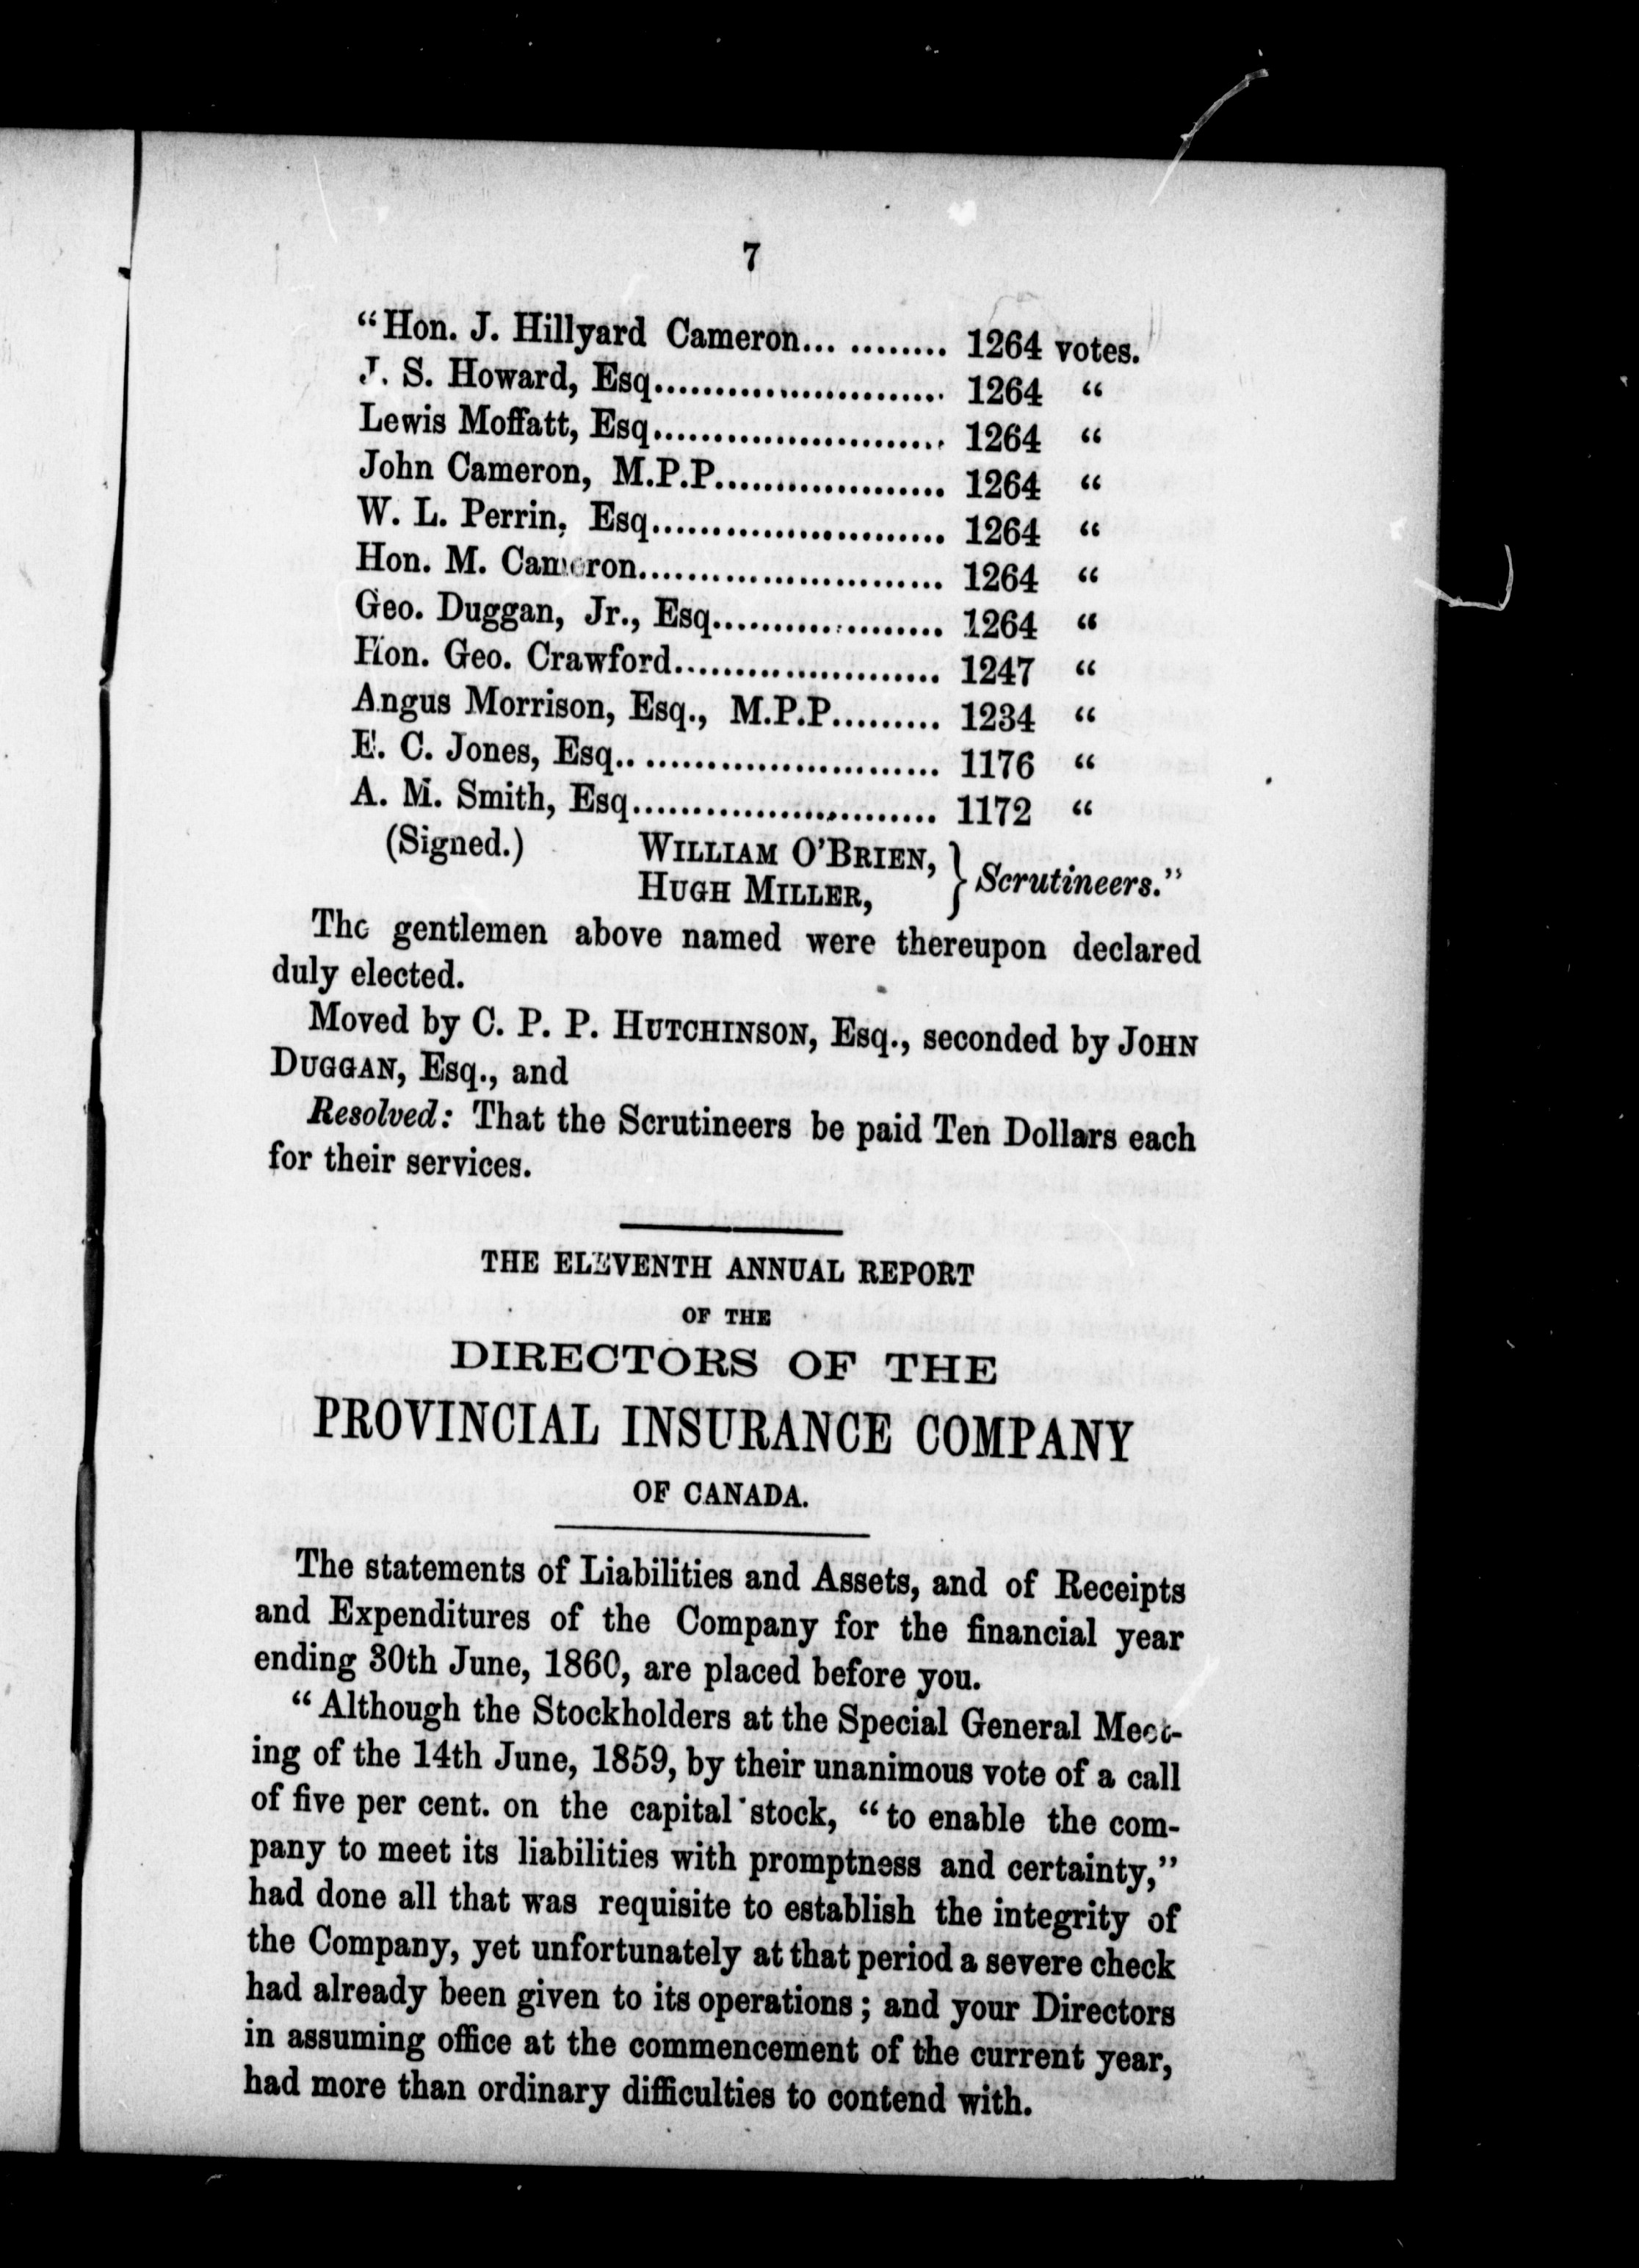 7
"Hon. J. Hillyard Cameron... ......... 1264 votes.
J. S. Howard, Esq........................ 1264 "
Lewis Moffatt, Esq........................ 1264 "
John Cameron, M.P.P................... 1264 "
W. L. Perrin, Esq........................ 1264 "
Hon. M. Cameron......................... 1264 "
Geo. Duggan, Jr., Esq................... 1264 "
Hon. Geo. Crawford...................... 1247 "
Angus Morrison, Esq., M.P.P......... 1234 "
E. C. Jones, Esq.. ........................ 1176 "
A. M. Smith, Esq......................... 1172 "
(Signed.) WILLIAM O'BRIEN, } Scrutineers."
HUGH MILLER,
The gentlemen above named were thereupon declared
duly elected.
Moved by C. P. P. HUTCHINSON, Esq., seconded by JOHN
DUGGAN, Esq., and
Resolved: That the Scrutineers be paid Ten Dollars each
for their services.
THE ELEVENTH ANNUAL REPORT
OF THE
DIRECTORS OF THE
PROVINCIAL INSURANCE COMPANY
OF CANADA.
The statements of Liabilities and Assets, and of Receipts
and Expenditures of the Company for the financial year
ending 30th June, 1860, are placed before you.
"Although the Stockholders at the Special General Meet-
ing of the 14th June, 1859, by their unanimous vote of a call
of five per cent. on the capital stock, "to enable the com-
pany to meet its liabilities with promptness and certainty,"
had done all that was requisite to establish the integrity of
the Company, yet unfortunately at that period a severe check
had already been given to its operations; and your Directors
in assuming office at the commencement of the current year,
had more than ordinary difficulties to contend with.